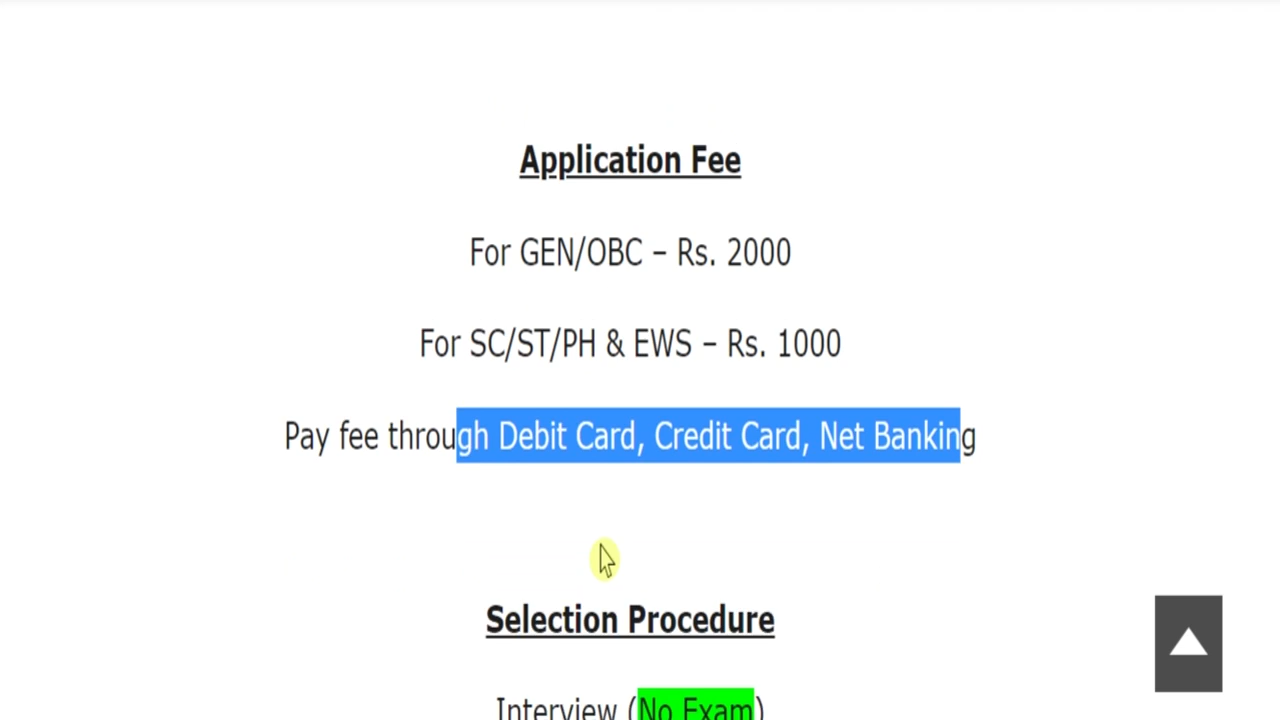 Application Fee
For GEN/OBC – Rs. 2000
For SC/ST/PH & EWS – Rs. 1000
Pay fee through Debit Card, Credit Card, Net Banking
Selection Procedure
Interview (No Exam)